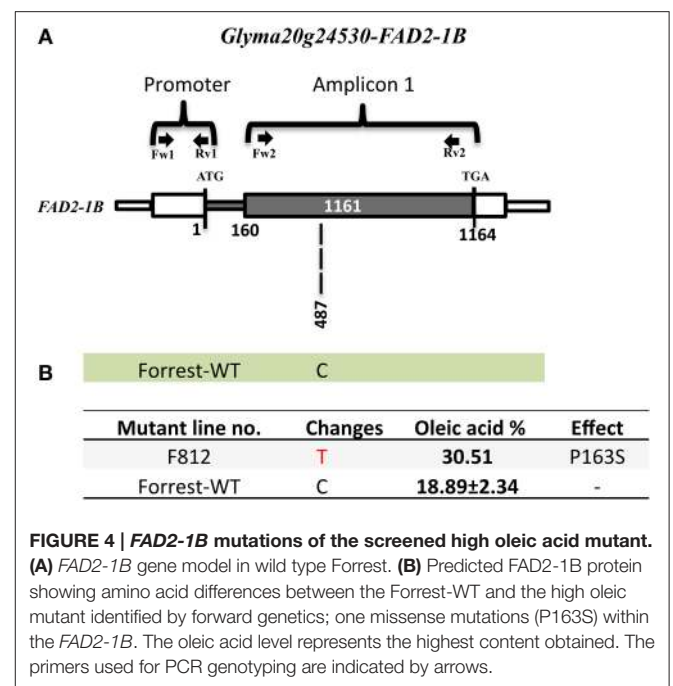 A
Glyma20g24530-FAD2-1B
Promoter Amplicon 1
Fw1 Rv1 Fw2 Rv2
ATG TGA
FAD2-1B 1161
1 160 1164
487
B Forrest-WT C
Mutant line no. Changes Oleic acid % Effect
F812 T 30.51 P163S
Forrest-WT C 18.89±2.34 -
FIGURE 4 | FAD2-1B mutations of the screened high oleic acid mutant.
(A) FAD2-1B gene model in wild type Forrest. (B) Predicted FAD2-1B protein
showing amino acid differences between the Forrest-WT and the high oleic
mutant identified by forward genetics; one missense mutations (P163S) within
the FAD2-1B. The oleic acid level represents the highest content obtained. The
primers used for PCR genotyping are indicated by arrows.